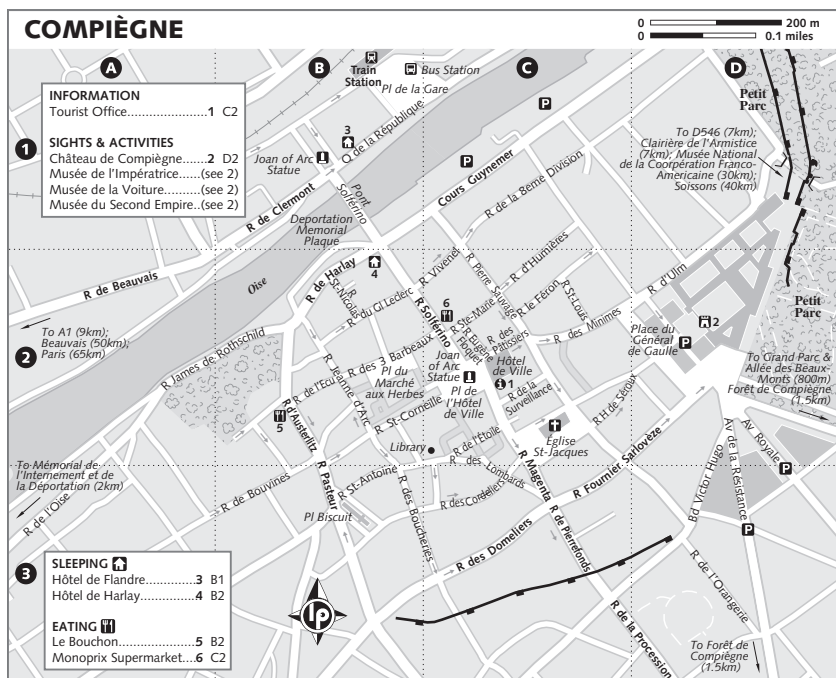 COMPIÈGNE
0 200 m
0 0.1 miles
A
B
C
D
1
2
3
INFORMATION
Tourist Office....................1 C2
SIGHTS & ACTIVITIES
Château de Compiègne.....2 D2
Musée de l'Impératrice.....(see 2)
Musée de la Voiture.........(see 2)
Musée du Second Empire..(see 2)
Train
Station
Bus Station
Pl de la Gare
3
Joan of Arc
Statue
Q de la République
R de Clermont
Pont
Solférino
Deportation
Memorial
Plaque
Cours Guynemer
P
P
R de la 8eme Division
Petit
Parc
To D546 (7km);
Clairière de l'Armistice
(7km); Musée National
de la Coopération Franco-
Americaine (30km);
Soissons (40km)
R de Beauvais
Oise
R de Harlay
4
R St-Nicolas
R du Gl Leclerc
R Vivenel
R Pierre Sauvage
R d'Humières
R St-Louis
R le Féron
R d'Ulm
R Solférino
6
R Ste-Marie
R Eugène
Floquet
R des
Pâtissiers
R des Minimes
Place du
Général
de Gaulle
2
P
Petit
Parc
To A1 (9km);
Beauvais (50km);
Paris (65km)
R James de Rothschild
R des 3 Barbeaux
Joan of
Arc
Statue
Hôtel
de Ville
1
Pl du
Marché
aux Herbes
Pl de
l'Hôtel
de Ville
R de la
Surveillance
R H de Séroux
To Grand Parc &
Allée des Beaux-
Monts (800m)
Forêt de Compiègne
(1.5km)
R de l'Ecu
R Jeanne d'Arc
R d'Austerlitz
5
R St-Corneille
Library
R de l'Étoile
Église
St-Jacques
R Fournier Sarlovèze
Av Royale
Av de la Résistance
Bd Victor Hugo
P
P
To Mémorial de
l'Internement et de
la Déportation (2km)
R de l'Oise
R de Bouvines
R Pasteur
R St-Antoine
R des Lombards
R des Cordeliers
R Magenta
R de Pierrefonds
Pl Biscuit
R des Boucheries
R des Domeliers
R de l'Orangerie
R de la Procession
To Forêt de
Compiègne
(1.5km)
SLEEPING
Hôtel de Flandre.............3 B1
Hôtel de Harlay...............4 B2
EATING
Le Bouchon......................5 B2
Monoprix Supermarket....6 C2
lp